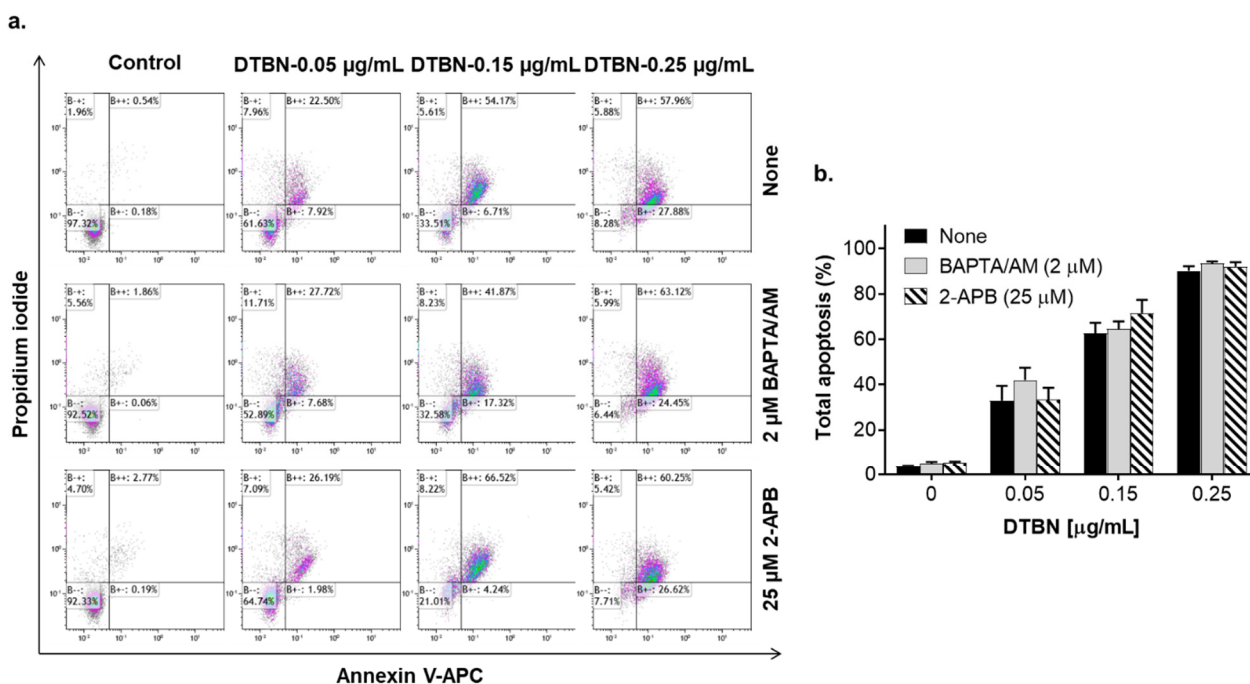 a.
Control
DTBN-0.05 µg/mL
DTBN-0.15 µg/mL
DTBN-0.25 µg/mL
B-+:
1.96%
B++: 0.54%
B--:
97.32%
B+-: 0.18%
B-+:
7.96%
B++: 22.50%
B--:
61.63%
B+-: 7.92%
B-+:
5.61%
B++: 54.17%
B--:
33.51%
B+-: 6.71%
B-+:
5.88%
B++: 57.96%
B--:
8.28%
B+-: 27.88%
None
B-+:
5.56%
B++: 1.86%
B--:
92.52%
B+-: 0.06%
B-+:
11.71%
B++: 27.72%
B--:
52.89%
B+-: 7.68%
B-+:
8.23%
B++: 41.87%
B--:
32.58%
B+-: 17.32%
B-+:
5.99%
B++: 63.12%
B--:
6.44%
B+-: 24.45%
2 µM BAPTA/AM
B-+:
4.70%
B++: 2.77%
B--:
92.33%
B+-: 0.19%
B-+:
7.09%
B++: 26.19%
B--:
64.74%
B+-: 1.98%
B-+:
8.22%
B++: 66.52%
B--:
21.01%
B+-: 4.24%
B-+:
5.42%
B++: 60.25%
B--:
7.71%
B+-: 26.62%
25 µM 2-APB
Propidium iodide
Annexin V-APC
b.
None
BAPTA/AM (2 µM)
2-APB (25 µM)
Total apoptosis (%)
100
80
60
40
20
0
0 0.05 0.15 0.25
DTBN [µg/mL]